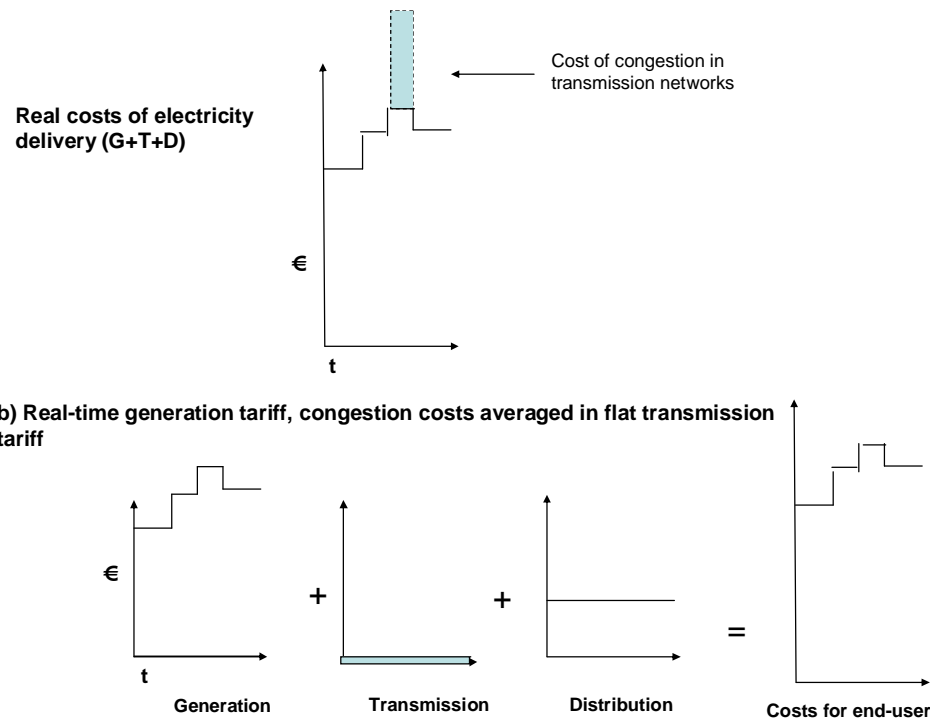 Cost of congestion in
transmission networks
Real costs of electricity
delivery (G+T+D)
€
t
b) Real-time generation tariff, congestion costs averaged in flat transmission
tariff
€
+
+
=
t
Generation
Transmission
Distribution
Costs for end-user